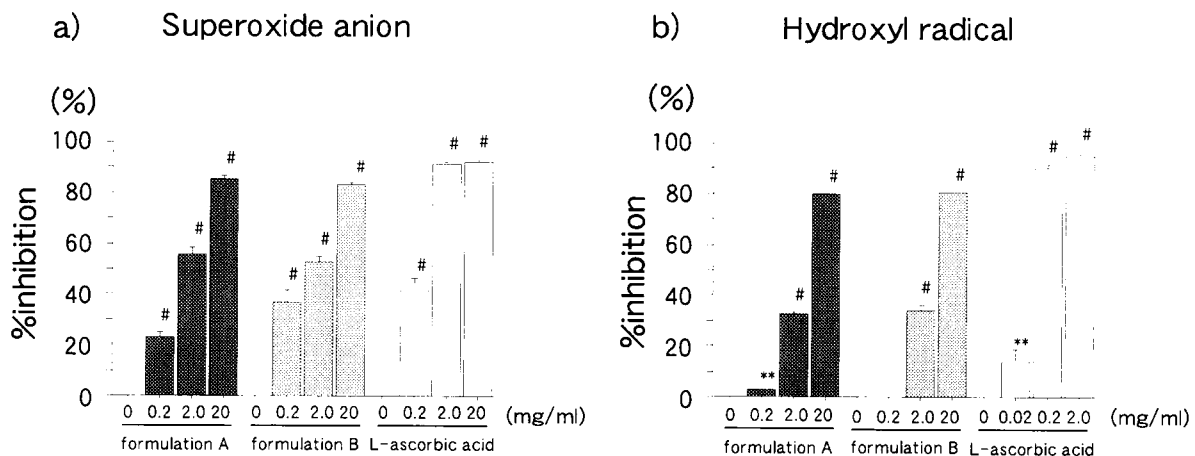 a) Superoxide anion
(%)
%inhibition
100
80
60
40
20
0
# # # # # # # # #
0 0.2 2.0 20 0 0.2 2.0 20 0 0.2 2.0 20 (mg/ml)
formulation A formulation B L-ascorbic acid
b) Hydroxyl radical
(%)
%inhibition
100
80
60
40
20
0
** # # # # ** # #
0 0.2 2.0 20 0 0.2 2.0 20 0 0.02 0.2 2.0 (mg/ml)
formulation A formulation B L-ascorbic acid